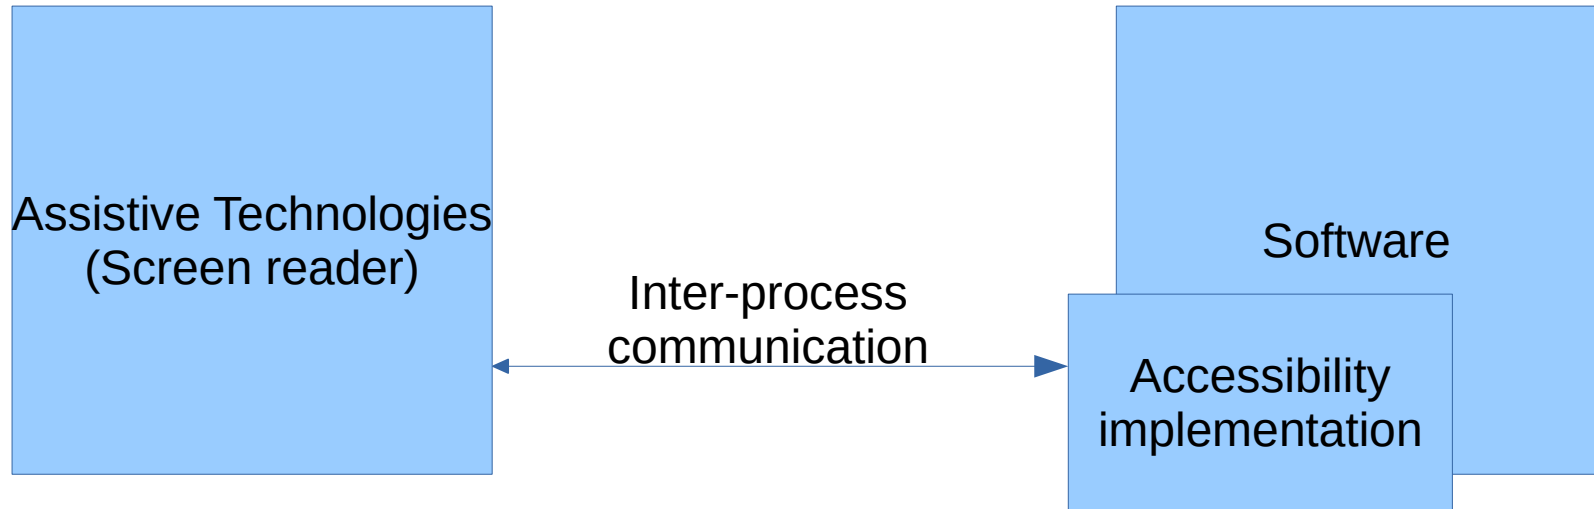 Assistive Technologies
(Screen reader)
Inter-process
communication
Software
Accessibility
implementation